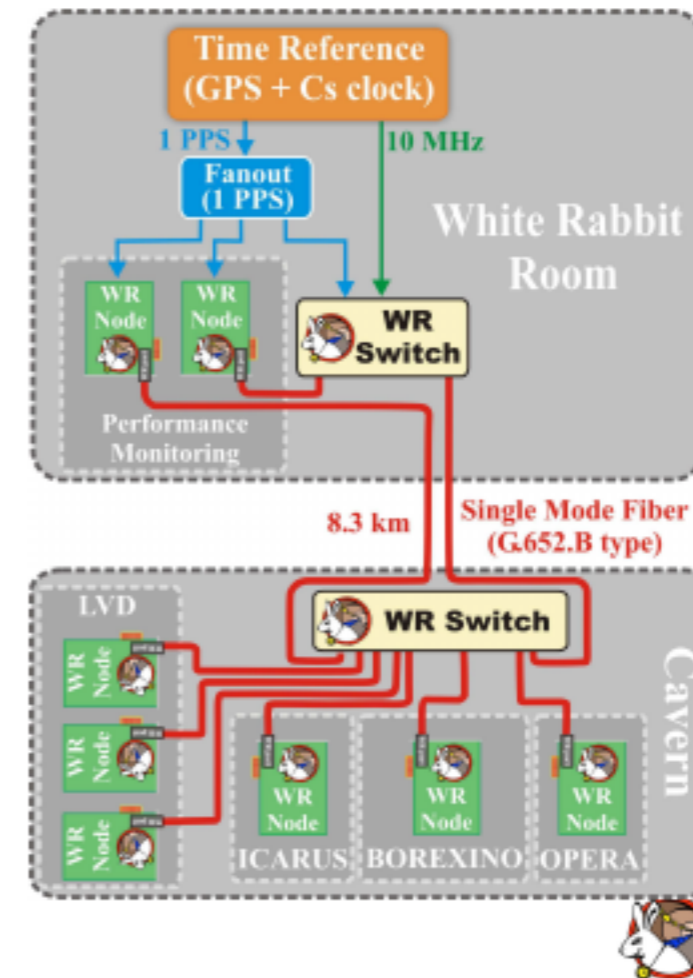 Time Reference
(GPS + Cs clock)
1 PPS
10 MHz
Fanout
(1 PPS)
White Rabbit
Room
WR
Node
WR
Node
WR
Switch
Performance
Monitoring
8.3 km
Single Mode Fiber
(G.652.B type)
LVD
WR Switch
Cavern
WR
Node
WR
Node
WR
Node
WR
Node
WR
Node
WR
Node
ICARUS
BOREXINO
OPERA